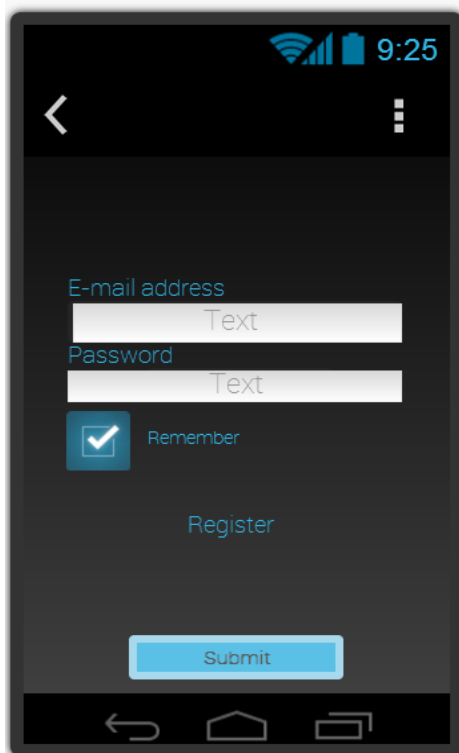 9:25
E-mail address
Text
Password
Text
Remember
Register
Submit